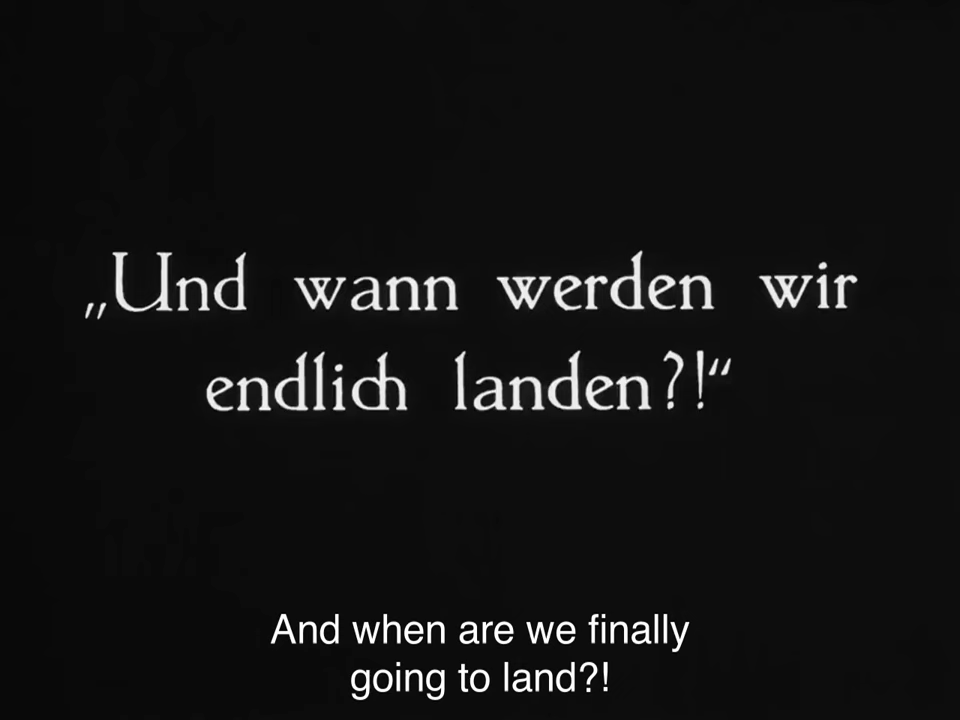 „Und wann werden wir
endlich landen?!“
And when are we finally
going to land?!